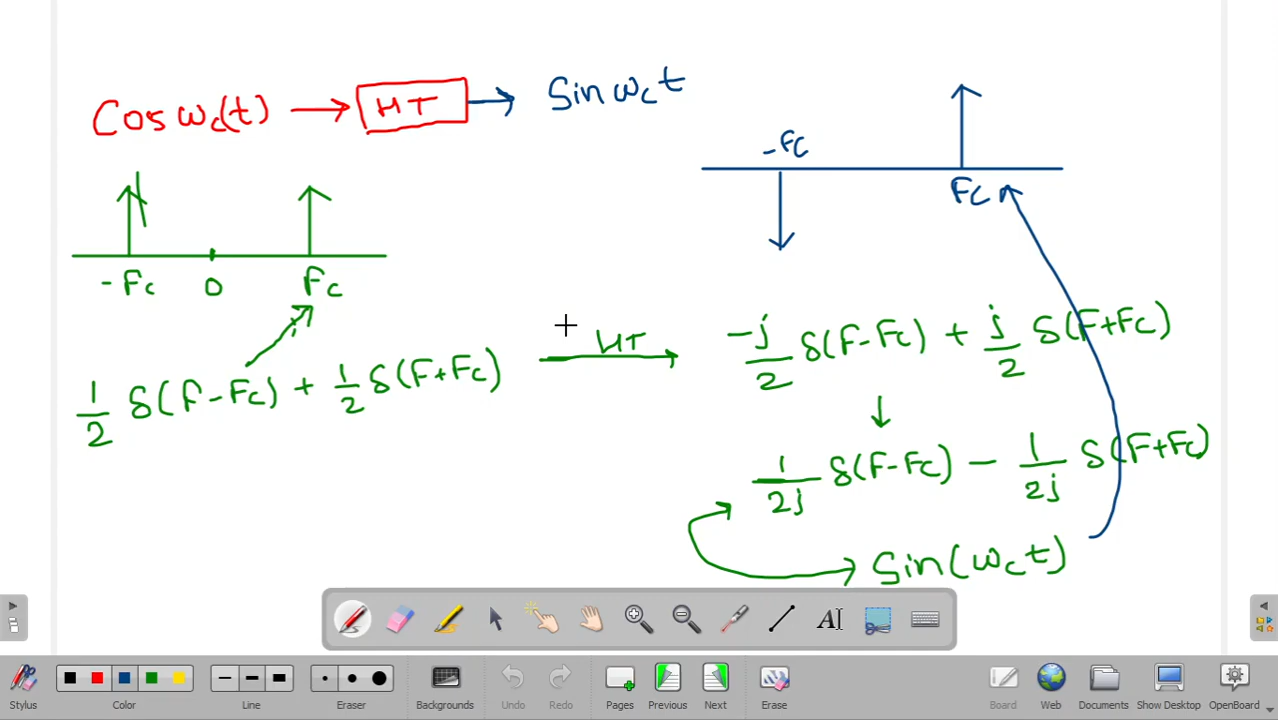 Cos ωc(t) → HT → Sin ωc t
-Fc
Fc
-Fc 0 Fc
1/2 δ(F-Fc) + 1/2 δ(F+Fc) HT → -j/2 δ(F-Fc) + j/2 δ(F+Fc)
1/2j δ(F-Fc) - 1/2j δ(F+Fc)
Sin(ωc t)
Stylus Color Line Eraser Backgrounds Undo Redo Pages Previous Next Erase Board Web Documents Show Desktop OpenBoard